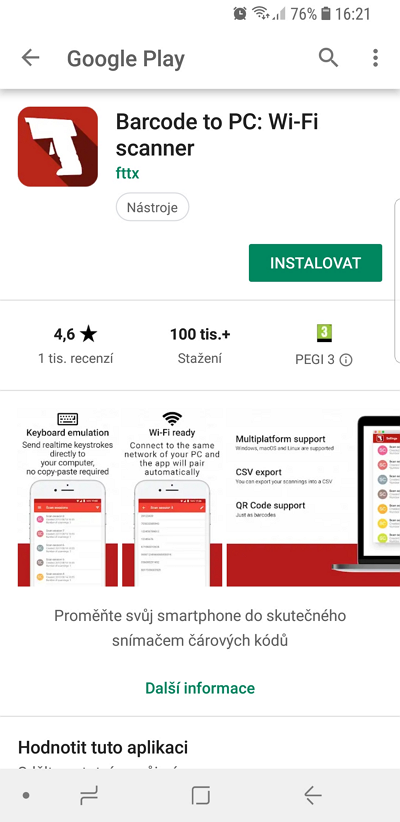 76% 16:21
Google Play
Barcode to PC: Wi-Fi
scanner
fttx
Nástroje
INSTALOVAT
4,6 ★
1 tis. recenzí
100 tis.+
Stažení
3
PEGI 3
Keyboard emulation
Send realtime keystrokes
directly to
your computer,
no copy-paste required
Wi-Fi ready
Connect to the same
network of your PC and
the app will pair
automatically
Multiplatform support
Windows, macOS and Linux are supported
CSV export
You can export your scannings into a CSV
QR Code support
Just as barcodes
Settings
Proměňte svůj smartphone do skutečného
snímačem čárových kódů
Další informace
Hodnotit tuto aplikaci